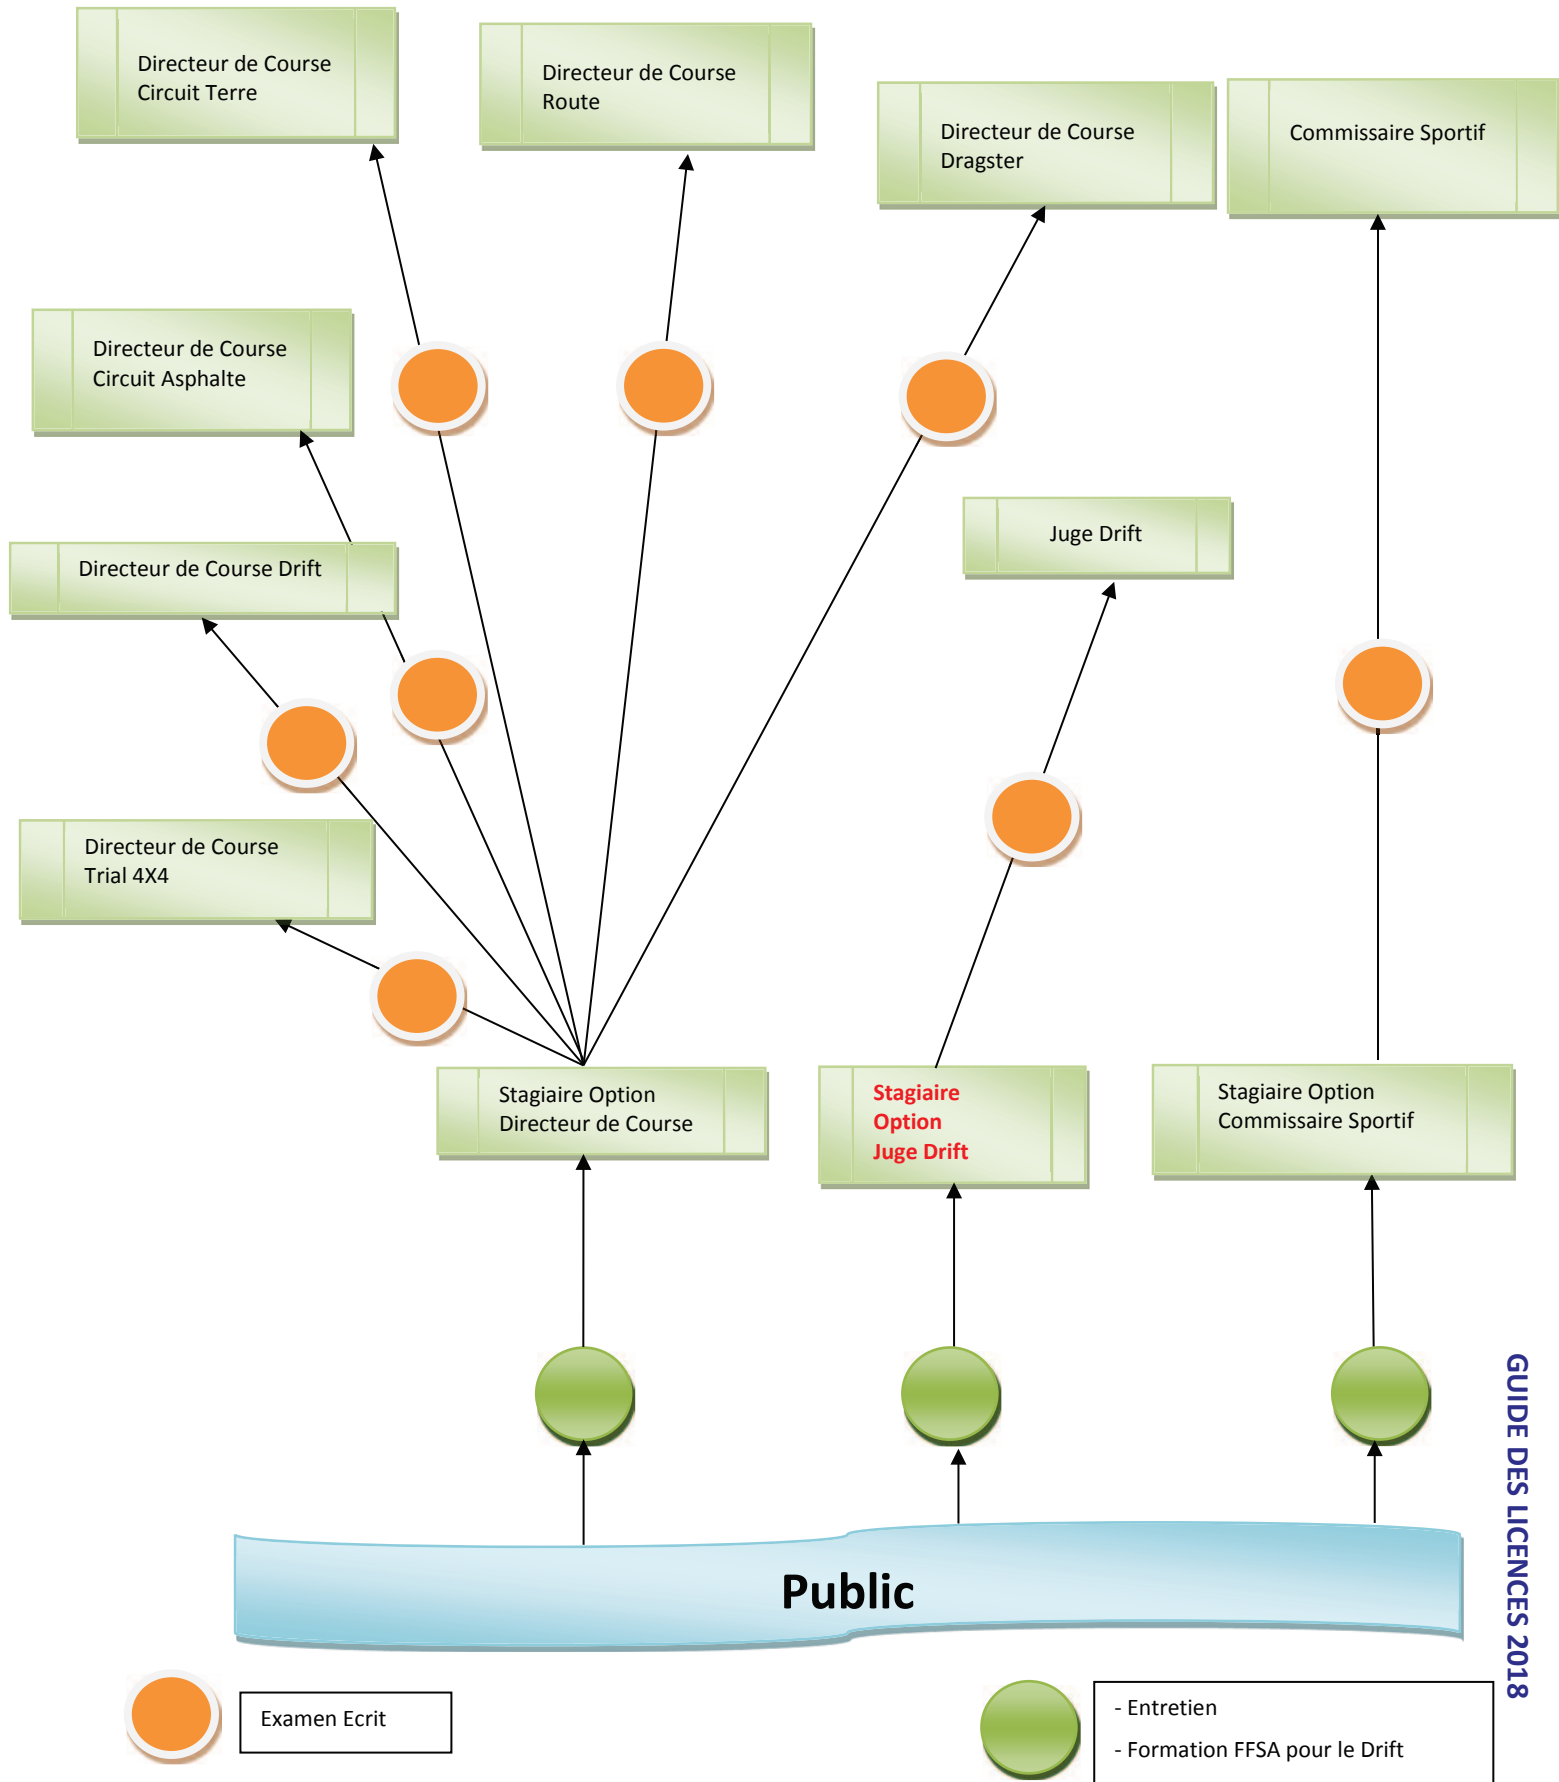 Directeur de Course
Circuit Terre
Directeur de Course
Route
Directeur de Course
Dragster
Commissaire Sportif
Directeur de Course
Circuit Asphalte
Juge Drift
Directeur de Course Drift
Directeur de Course
Trial 4X4
Stagiaire Option
Directeur de Course
Stagiaire
Option
Juge Drift
Stagiaire Option
Commissaire Sportif
GUIDE DES LICENCES 2018
Public
Examen Ecrit
- Entretien
- Formation FFSA pour le Drift